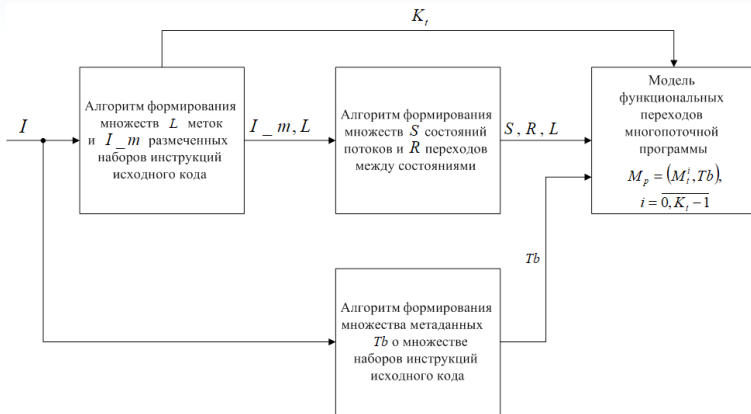 K_t
I
Алгоритм формирования
множеств L меток
и I_m размеченных
наборов инструкций
исходного кода
I_m, L
Алгоритм формирования
множеств S состояний
потоков и R переходов
между состояниями
S, R, L
Модель
функциональных
переходов
многопоточной
программы
M_p = (M_t^i, Tb),
i = \overline{0, K_t − 1}
Tb
Алгоритм формирования
множества метаданных
Tb о множестве
наборов инструкций
исходного кода